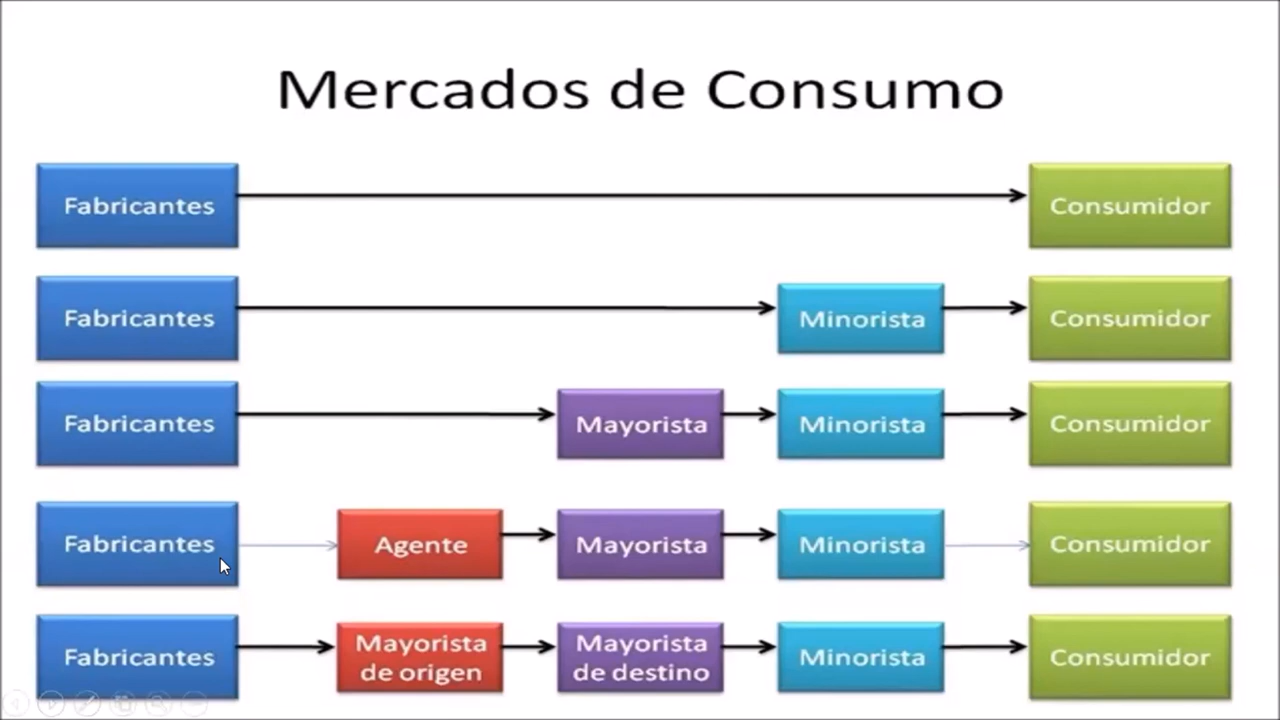 Mercados de Consumo
Fabricantes
Consumidor
Fabricantes
Minorista
Consumidor
Fabricantes
Mayorista
Minorista
Consumidor
Fabricantes
Agente
Mayorista
Minorista
Consumidor
Fabricantes
Mayorista
de origen
Mayorista
de destino
Minorista
Consumidor